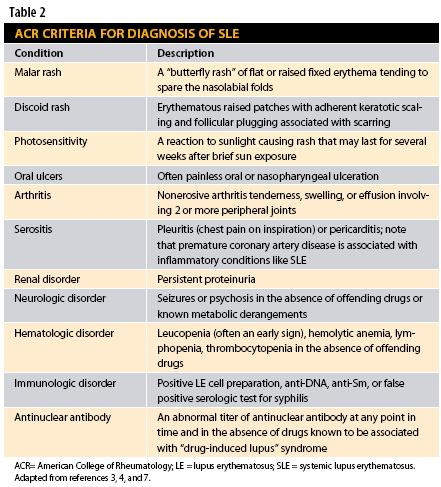 Table 2
ACR CRITERIA FOR DIAGNOSIS OF SLE
Condition Description
Malar rash A “butterfly rash” of flat or raised fixed erythema tending to
spare the nasolabial folds
Discoid rash Erythematous raised patches with adherent keratotic scal-
ing and follicular plugging associated with scarring
Photosensitivity A reaction to sunlight causing rash that may last for several
weeks after brief sun exposure
Oral ulcers Often painless oral or nasopharyngeal ulceration
Arthritis Nonerosive arthritis tenderness, swelling, or effusion involv-
ing 2 or more peripheral joints
Serositis Pleuritis (chest pain on inspiration) or pericarditis; note
that premature coronary artery disease is associated with
inflammatory conditions like SLE
Renal disorder Persistent proteinuria
Neurologic disorder Seizures or psychosis in the absence of offending drugs or
known metabolic derangements
Hematologic disorder Leucopenia (often an early sign), hemolytic anemia, lym-
phopenia, thrombocytopenia in the absence of offending
drugs
Immunologic disorder Positive LE cell preparation, anti-DNA, anti-Sm, or false
positive serologic test for syphilis
Antinuclear antibody An abnormal titer of antinuclear antibody at any point in
time and in the absence of drugs known to be associated
with “drug-induced lupus” syndrome
ACR= American College of Rheumatology; LE = lupus erythematosus; SLE = systemic lupus erythematosus.
Adapted from references 3, 4, and 7.